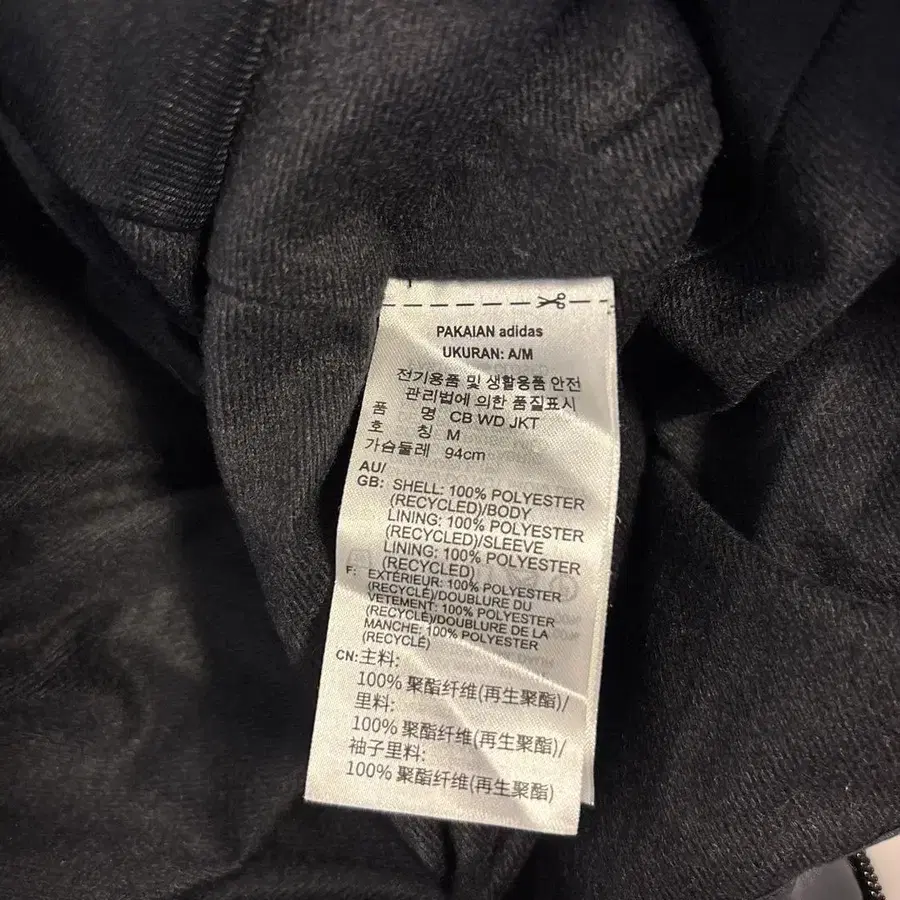 PAKAIAN adidas
UKURAN: A/M
전기용품 및 생활용품 안전
관리법에 의한 품질표시
품 명 CB WD JKT
호 칭 M
가슴둘레 94cm
AU/
GB: SHELL: 100% POLYESTER
(RECYCLED)/BODY
LINING: 100% POLYESTER
(RECYCLED)/SLEEVE
LINING: 100% POLYESTER
(RECYCLED)
F: EXTÉRIEUR: 100% POLYESTER
(RECYCLÉ)/DOUBLURE DU
VETEMENT: 100% POLYESTER
(RECYCLÉ)/DOUBLURE DE LA
MANCHE: 100% POLYESTER
(RECYCLÉ)
CN: 主料:
100% 聚酯纤维(再生聚酯)/
里料:
100% 聚酯纤维(再生聚酯)/
袖子里料:
100% 聚酯纤维(再生聚酯)